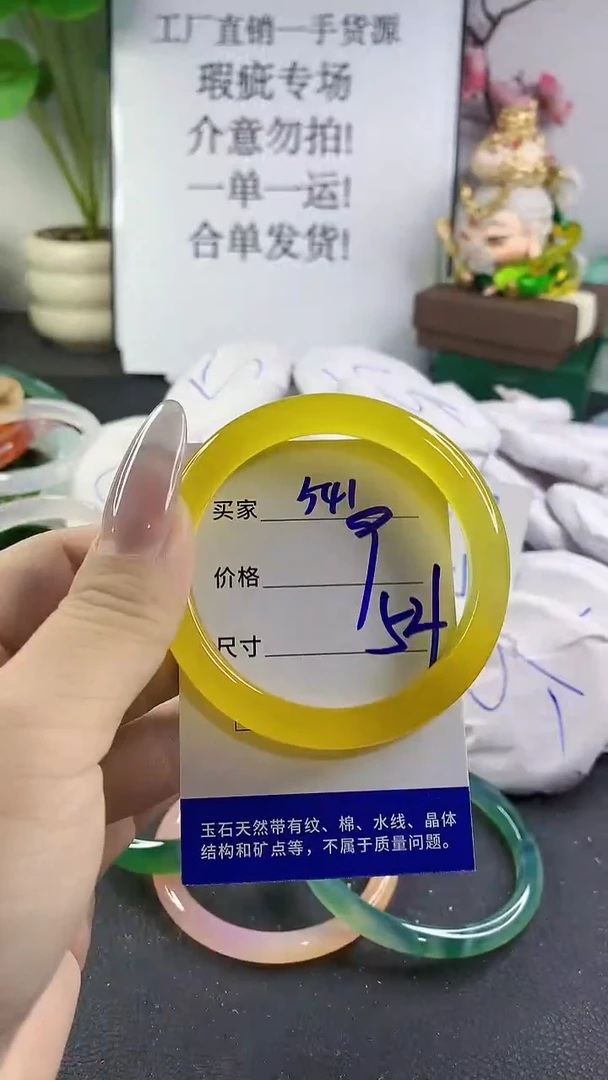 工厂直销一手货源
瑕疵专场
介意勿拍!
一单一运!
合单发货!
买家 541
价格
尺寸 54
玉石天然带有纹、棉、水线、晶体
结构和矿点等，不属于质量问题。